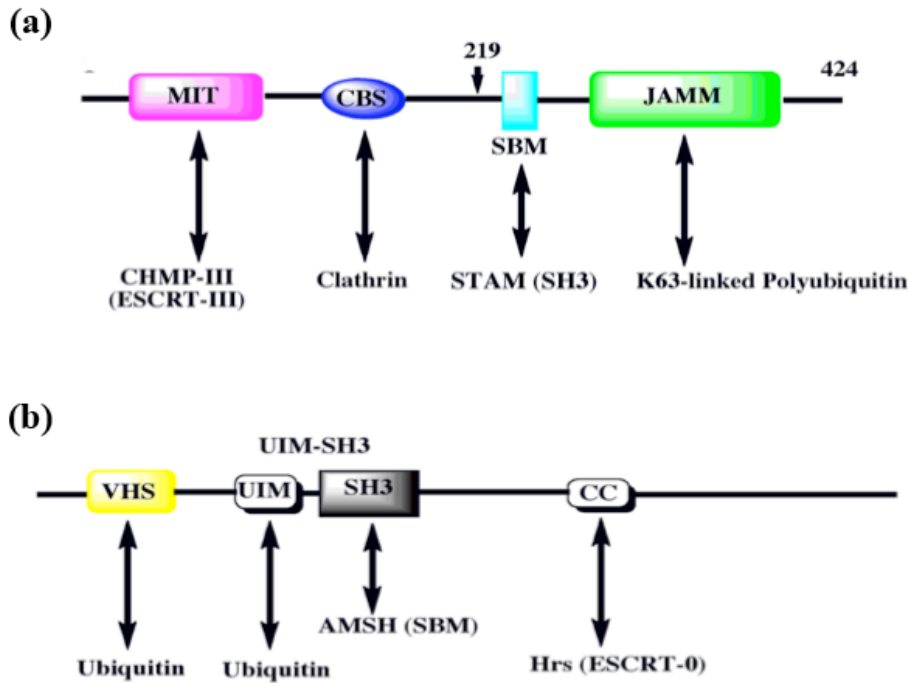 (a)
219
424
MIT
CBS
JAMM
SBM
CHMP-III
(ESCRT-III)
Clathrin
STAM (SH3)
K63-linked Polyubiquitin
(b)
UIM-SH3
VHS
UIM
SH3
CC
AMSH (SBM)
Ubiquitin
Ubiquitin
Hrs (ESCRT-0)